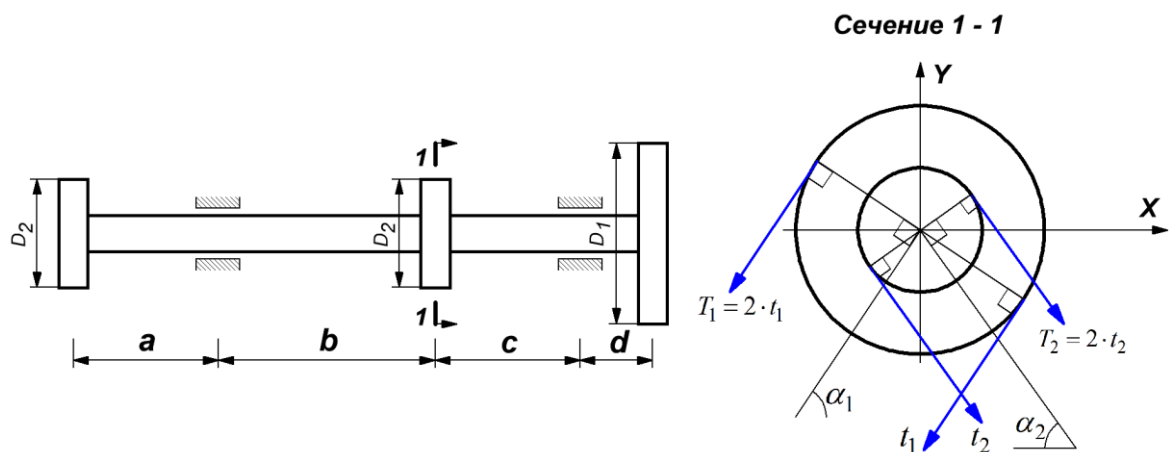 Сечение 1 - 1
Y
X
D₂
1
D₂
D₁
1
a
b
c
d
T₁ = 2 · t₁
T₂ = 2 · t₂
α₁
α₂
t₁
t₂